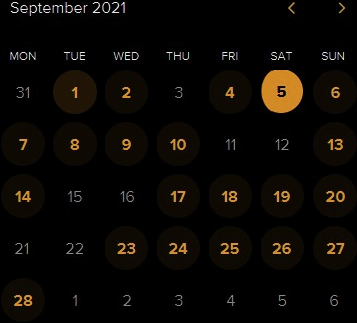 September 2021
MON TUE WED THU FRI SAT SUN
31 1 2 3 4 5 6
7 8 9 10 11 12 13
14 15 16 17 18 19 20
21 22 23 24 25 26 27
28 1 2 3 4 5 6